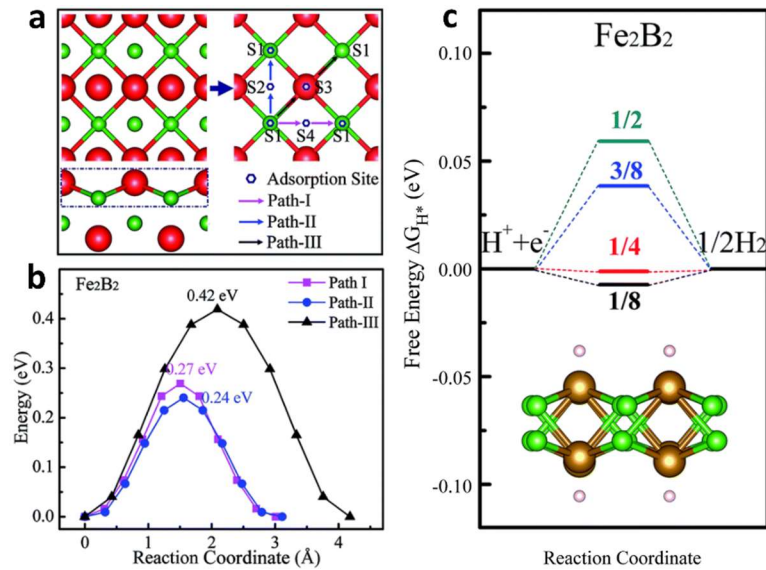 a
S1
S1
S2
S3
S1
S4
S1
Adsorption Site
Path-I
Path-II
Path-III
b
Fe₂B₂
Path I
Path-II
Path-III
0.42 eV
0.27 eV
0.24 eV
Energy (eV)
0.4
0.3
0.2
0.1
0.0
0
1
2
3
4
Reaction Coordinate (Å)
c
Fe₂B₂
Free Energy ΔG_H* (eV)
0.10
0.05
0.00
-0.05
-0.10
1/2
3/8
1/4
1/8
H⁺+e⁻
1/2H₂
Reaction Coordinate